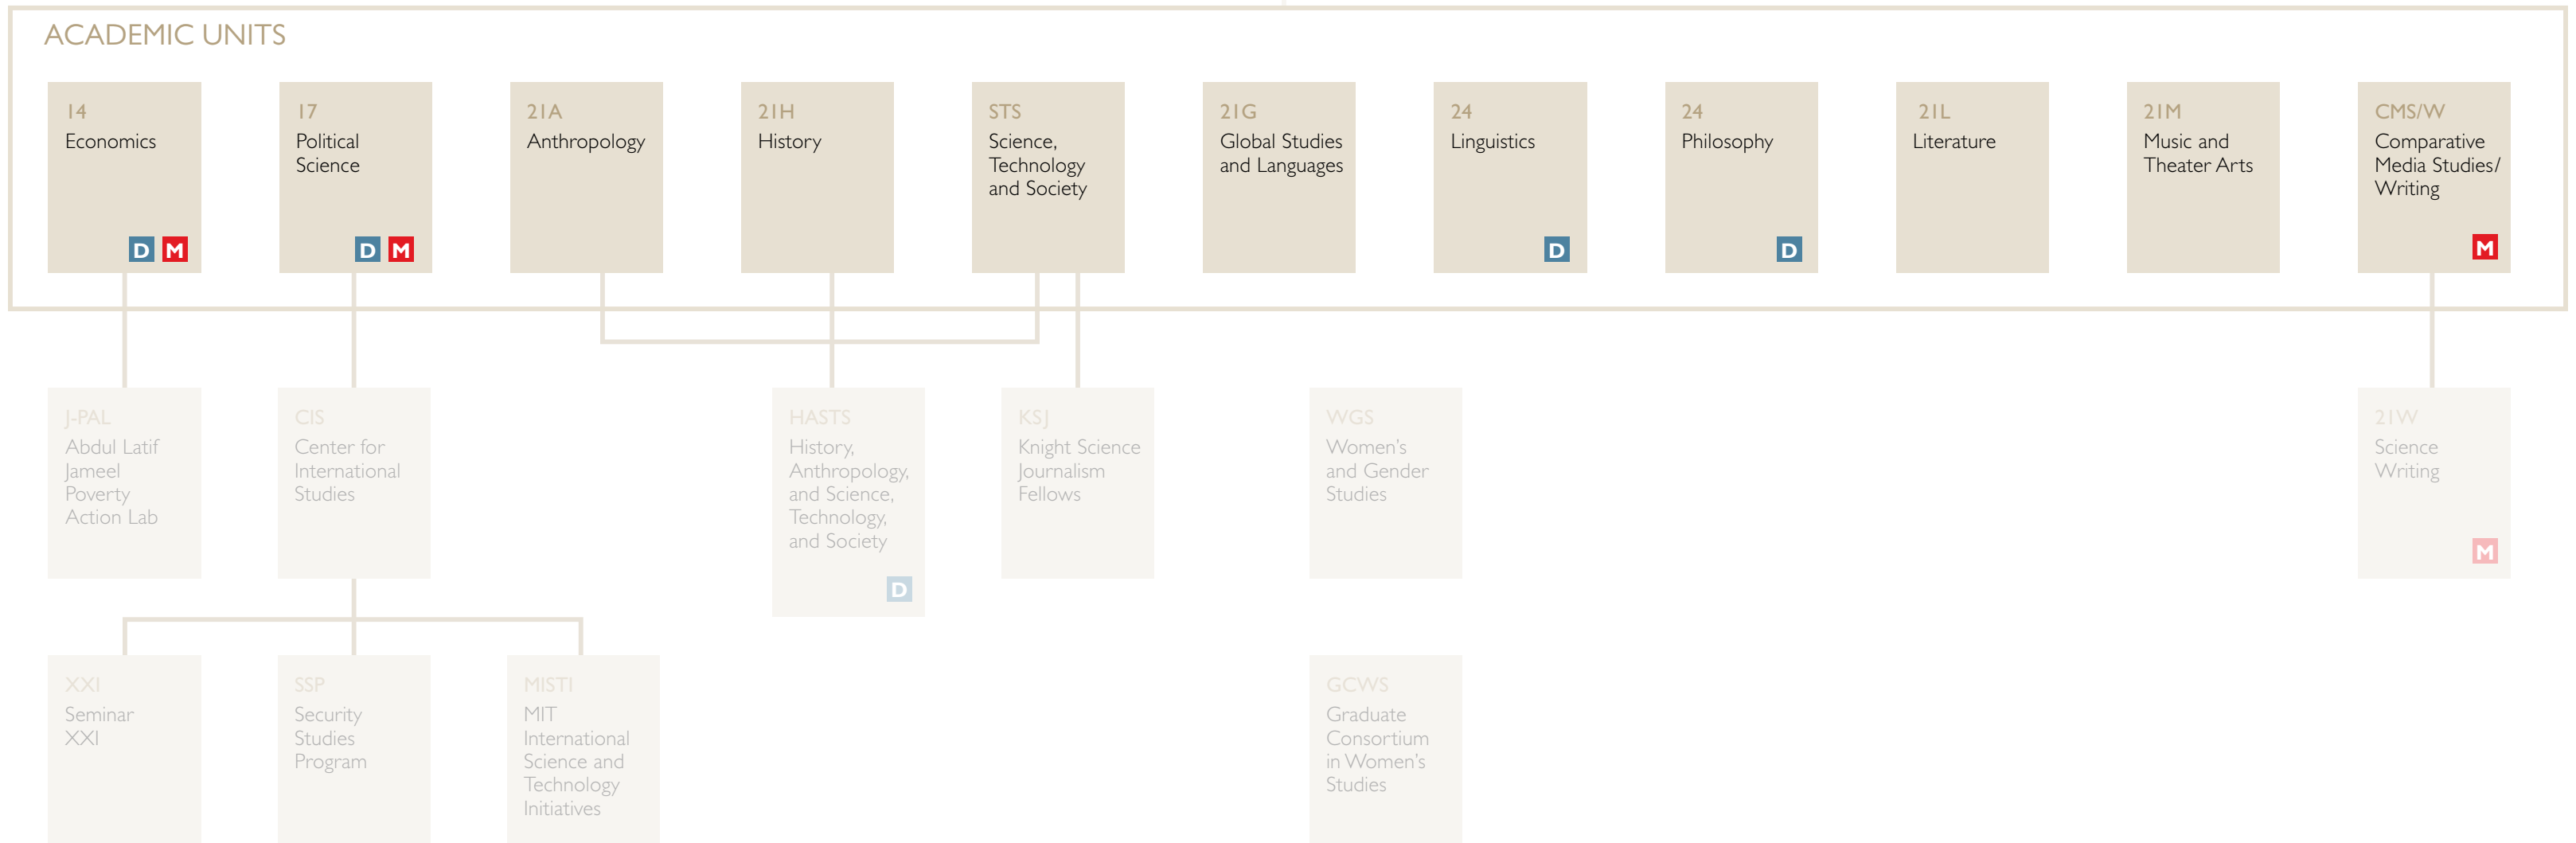 ACADEMIC UNITS
14
Economics
D M
17
Political
Science
D M
21A
Anthropology
21H
History
STS
Science,
Technology
and Society
21G
Global Studies
and Languages
24
Linguistics
D
24
Philosophy
D
21L
Literature
21M
Music and
Theater Arts
CMS/W
Comparative
Media Studies/
Writing
M
J-PAL
Abdul Latif
Jameel
Poverty
Action Lab
CIS
Center for
International
Studies
HASTS
History,
Anthropology,
and Science,
Technology,
and Society
D
KSJ
Knight Science
Journalism
Fellows
WGS
Women’s
and Gender
Studies
21W
Science
Writing
M
XXI
Seminar
XXI
SSP
Security
Studies
Program
MISTI
MIT
International
Science and
Technology
Initiatives
GCWS
Graduate
Consortium
in Women’s
Studies